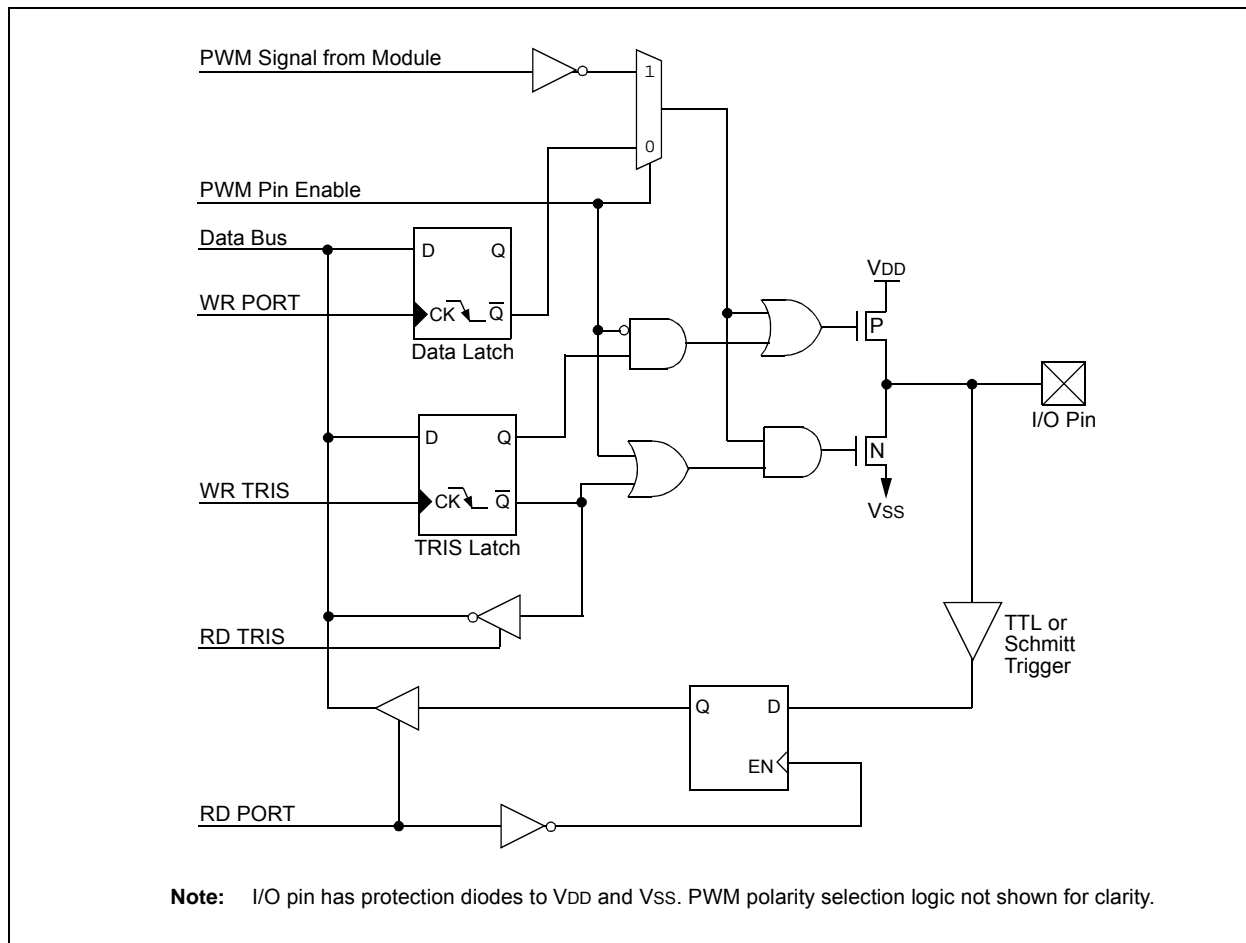 PWM Signal from Module
1
0
PWM Pin Enable
Data Bus
D Q
WR PORT
CK Q̅
Data Latch
VDD
P
I/O Pin
D Q
N
WR TRIS
CK Q̅
VSS
TRIS Latch
RD TRIS
TTL or
Schmitt
Trigger
Q D
EN
RD PORT
Note: I/O pin has protection diodes to VDD and VSS. PWM polarity selection logic not shown for clarity.